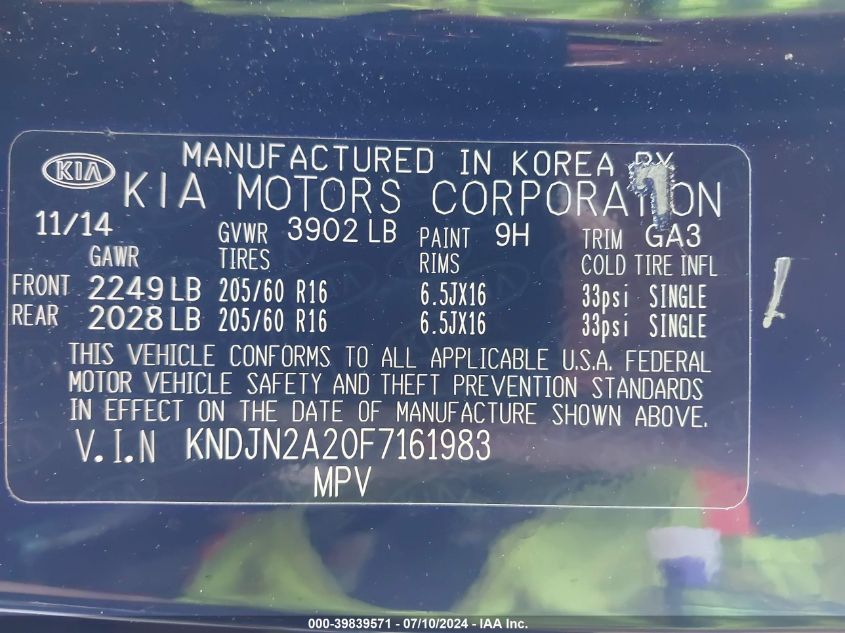 MANUFACTURED IN KOREA BY
KIA KIA MOTORS CORPORATION
11/14 GVWR 3902 LB PAINT 9H TRIM GA3
GAWR TIRES RIMS COLD TIRE INFL
FRONT 2249 LB 205/60 R16 6.5JX16 33psi SINGLE
REAR 2028 LB 205/60 R16 6.5JX16 33psi SINGLE
THIS VEHICLE CONFORMS TO ALL APPLICABLE U.S.A. FEDERAL
MOTOR VEHICLE SAFETY AND THEFT PREVENTION STANDARDS
IN EFFECT ON THE DATE OF MANUFACTURE SHOWN ABOVE.
V.I.N KNDJN2A20F7161983
MPV
000-39839571 - 07/10/2024 - IAA Inc.